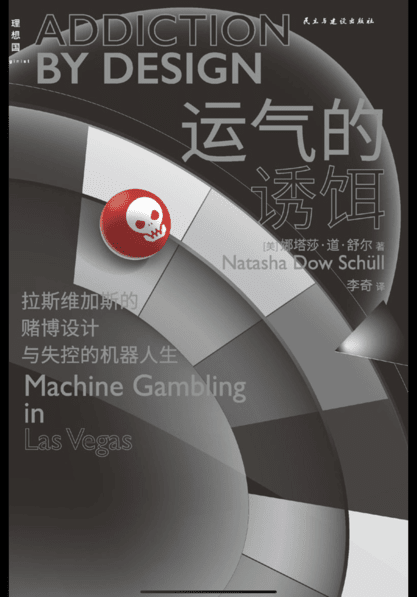 理想国
ginist
ADDICTION
BY DESIGN
民主与建设出版社
运气的
诱饵
[美]娜塔莎·道·舒尔 著
Natasha Dow Schüll
李奇 译
拉斯维加斯的
赌博设计
与失控的机器人生
Machine Gambling
in
Las Vegas